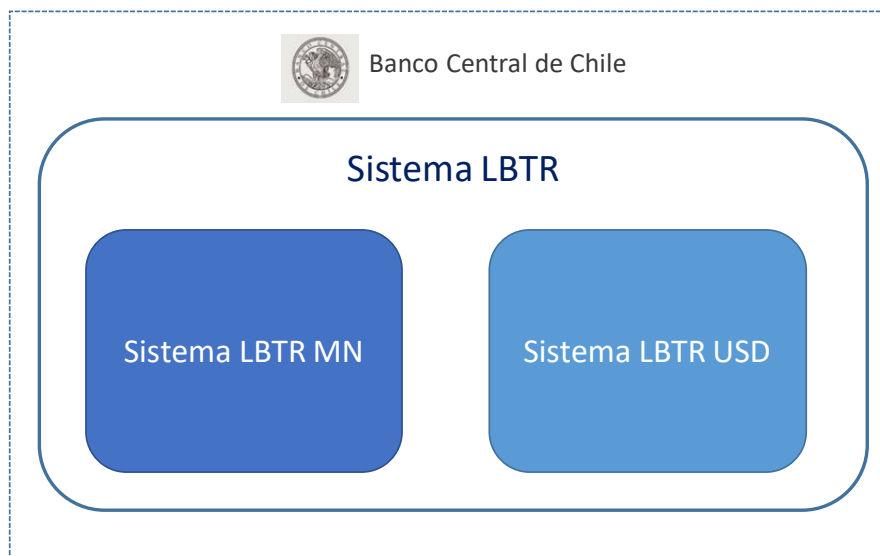 Banco Central de Chile
Sistema LBTR
Sistema LBTR MN
Sistema LBTR USD